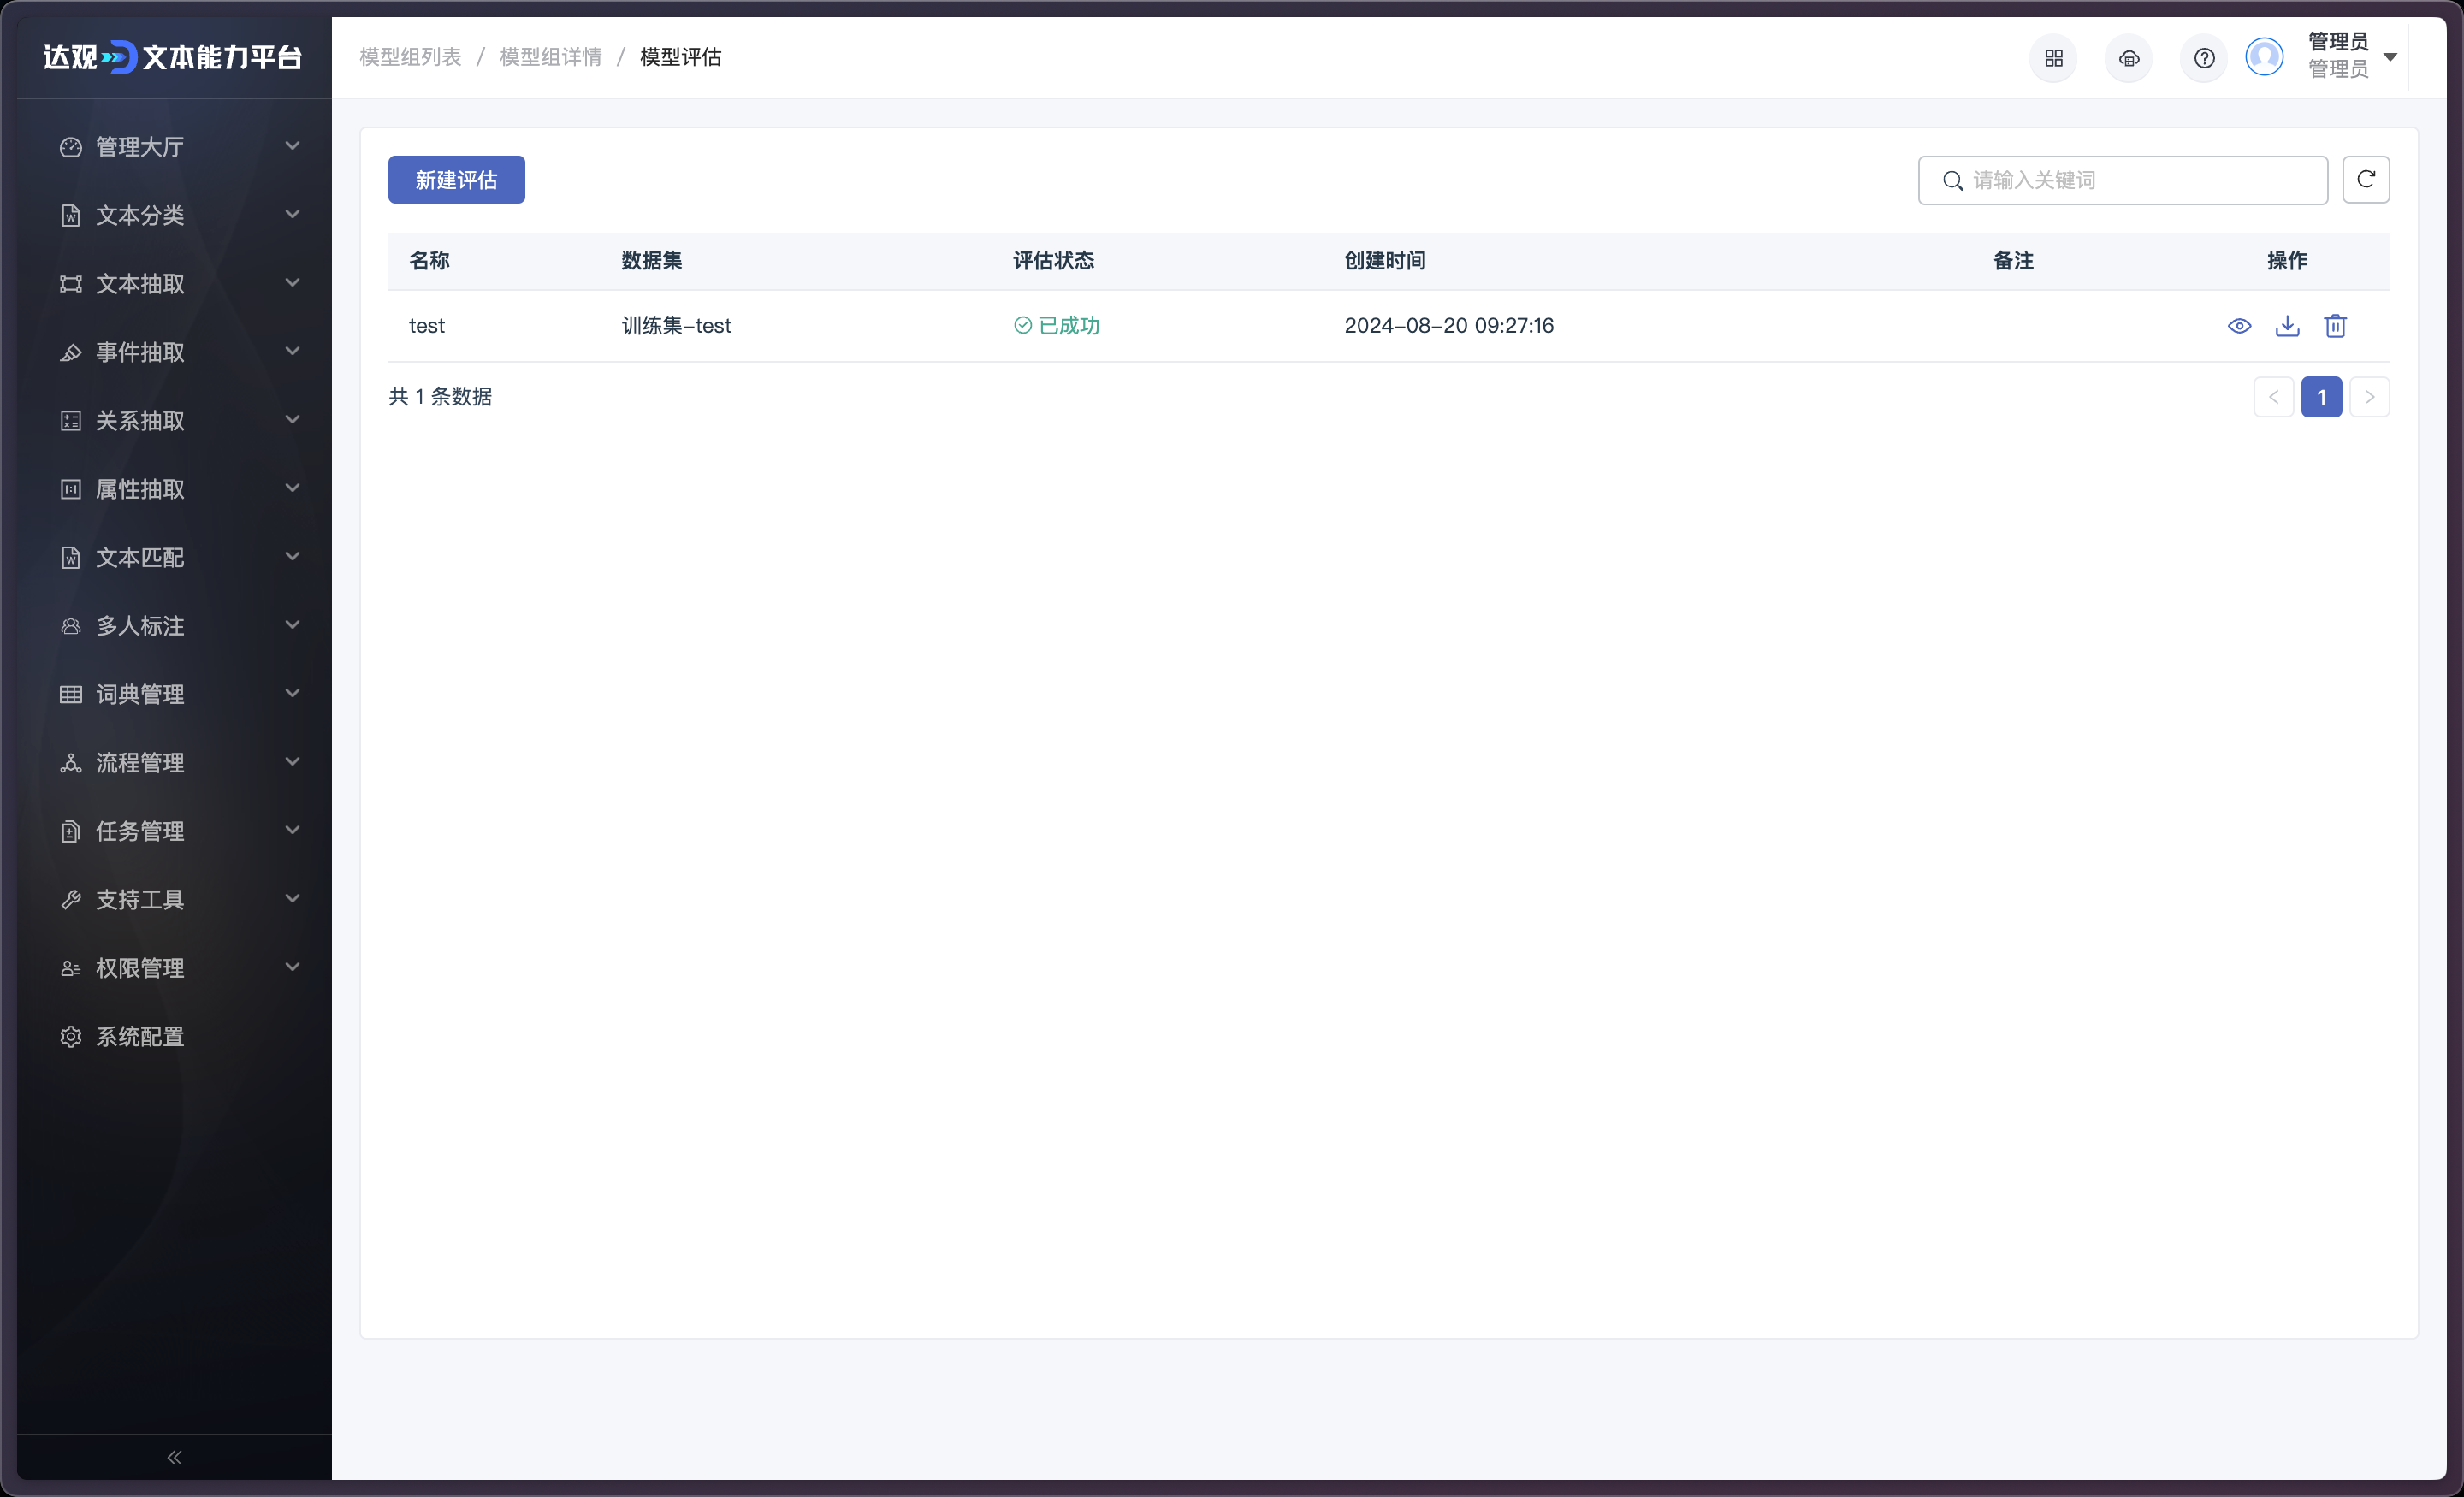 达观 文本能力平台
模型组列表 / 模型组详情 / 模型评估
管理员
管理员
管理大厅
文本分类
文本抽取
事件抽取
关系抽取
属性抽取
文本匹配
多人标注
词典管理
流程管理
任务管理
支持工具
权限管理
系统配置
新建评估
请输入关键词
名称 数据集 评估状态 创建时间 备注 操作
test 训练集-test 已成功 2024-08-20 09:27:16
共 1 条数据
< 1 >